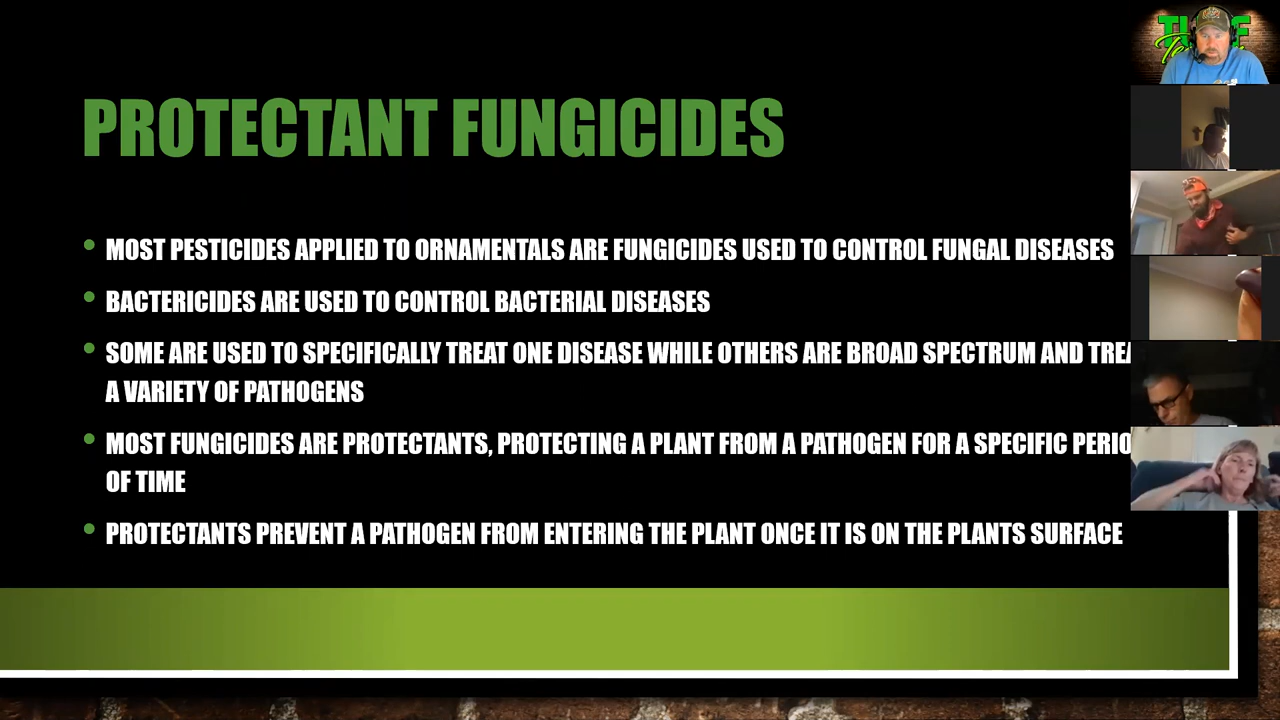 PROTECTANT FUNGICIDES
• MOST PESTICIDES APPLIED TO ORNAMENTALS ARE FUNGICIDES USED TO CONTROL FUNGAL DISEASES
• BACTERICIDES ARE USED TO CONTROL BACTERIAL DISEASES
• SOME ARE USED TO SPECIFICALLY TREAT ONE DISEASE WHILE OTHERS ARE BROAD SPECTRUM AND
A VARIETY OF PATHOGENS
• MOST FUNGICIDES ARE PROTECTANTS, PROTECTING A PLANT FROM A PATHOGEN FOR A SPECIFIC
OF TIME
• PROTECTANTS PREVENT A PATHOGEN FROM ENTERING THE PLANT ONCE IT IS ON THE PLANTS SURFACE